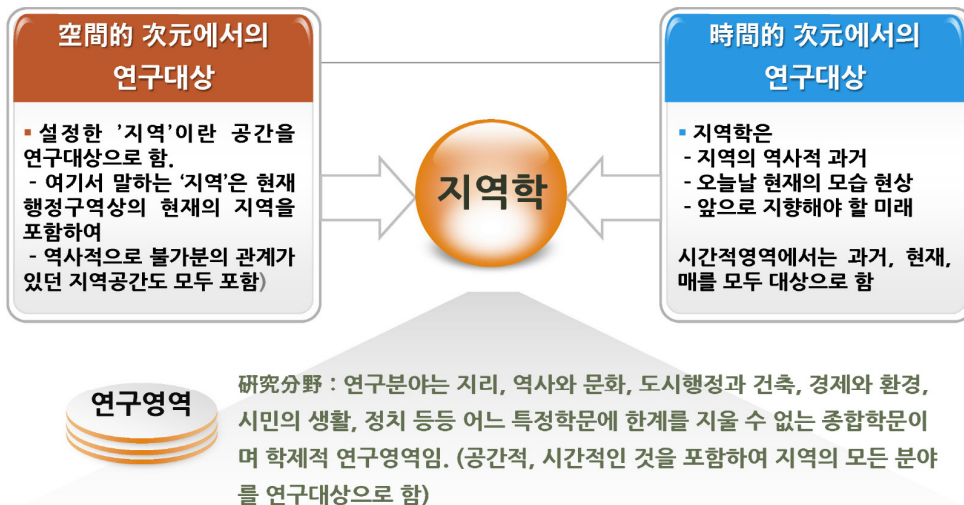 空間的 次元에서의
연구대상
▪ 설정한 '지역'이란 공간을
연구대상으로 함.
- 여기서 말하는 ‘지역’은 현재
행정구역상의 현재의 지역을
포함하여
- 역사적으로 불가분의 관계가
있던 지역공간도 모두 포함)
지역학
時間的 次元에서의
연구대상
▪ 지역학은
- 지역의 역사적 과거
- 오늘날 현재의 모습 현상
- 앞으로 지향해야 할 미래
시간적영역에서는 과거, 현재,
매를 모두 대상으로 함
연구영역
硏究分野 : 연구분야는 지리, 역사와 문화, 도시행정과 건축, 경제와 환경,
시민의 생활, 정치 등등 어느 특정학문에 한계를 지울 수 없는 종합학문이
며 학제적 연구영역임. (공간적, 시간적인 것을 포함하여 지역의 모든 분야
를 연구대상으로 함)